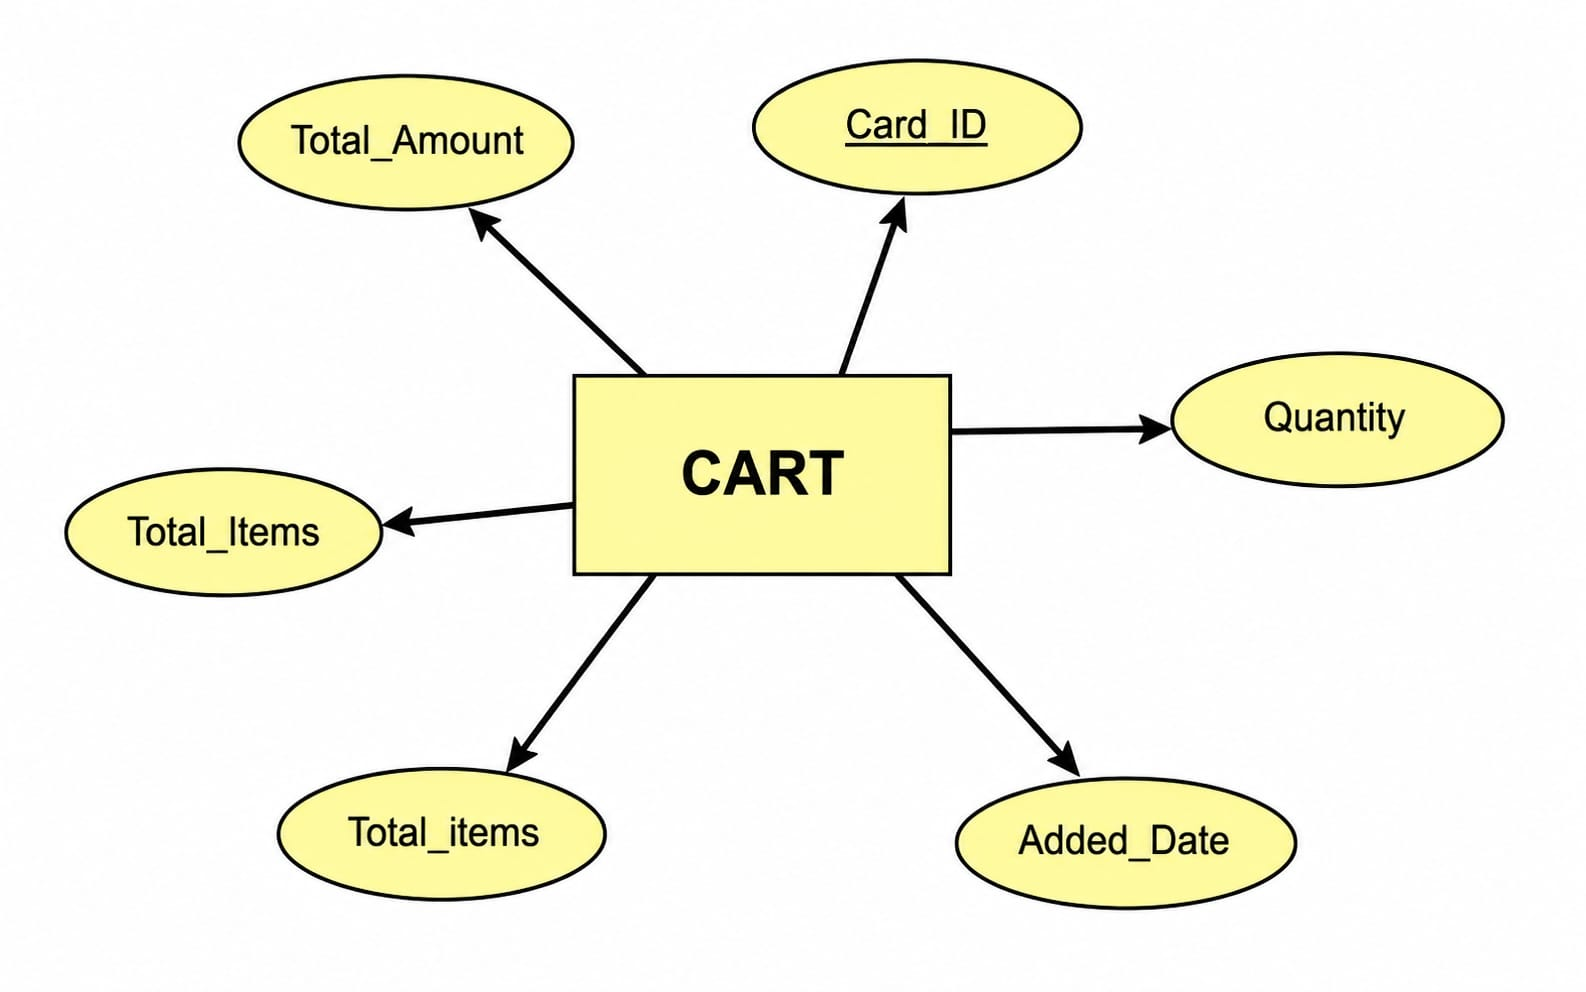 Total_Amount
Card_ID
Quantity
CART
Total_Items
Total_items
Added_Date